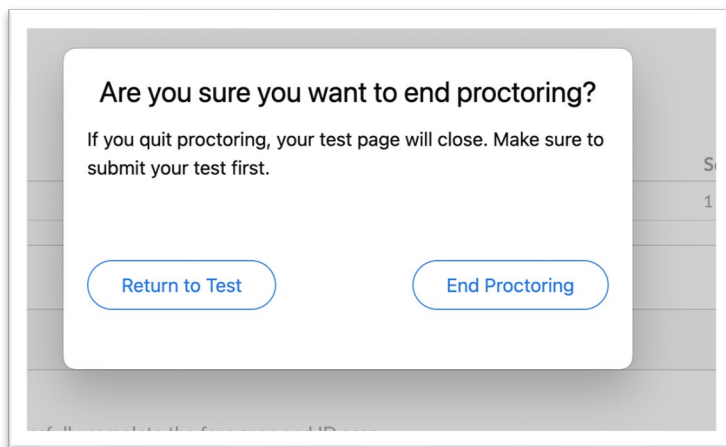 Are you sure you want to end proctoring?
If you quit proctoring, your test page will close. Make sure to
submit your test first.
1
Return to Test
End Proctoring